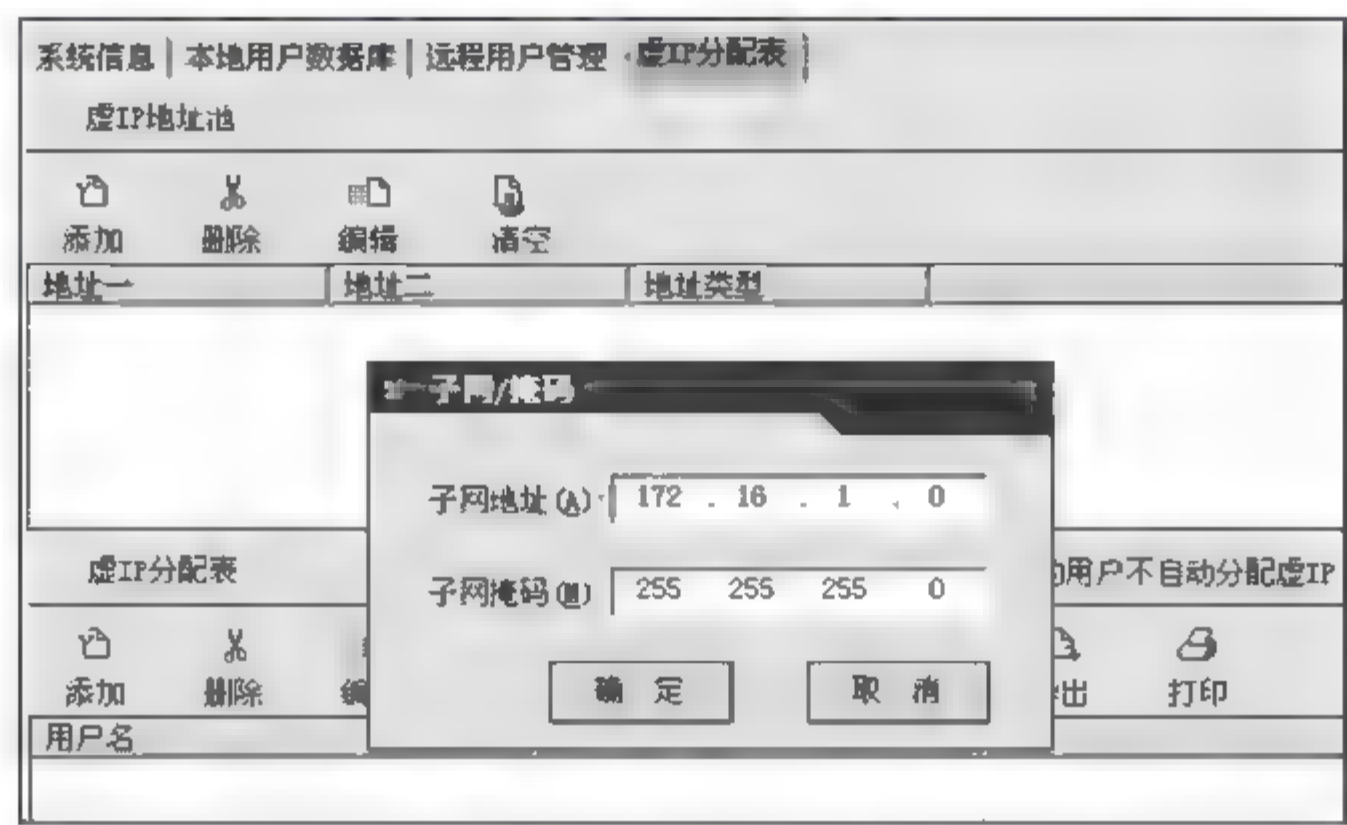 系统信息 本地用户数据库 远程用户管理 虚IP分配表
虚IP地址池
添加 删除 编辑 清空
地址一 地址二 地址类型
子网/掩码
子网地址(A) 172 . 16 . 1 . 0
虚IP分配表 用户不自动分配虚IP
子网掩码(M) 255 255 255 0
确 定 取 消
添加 删除 编 出 打印
用户名